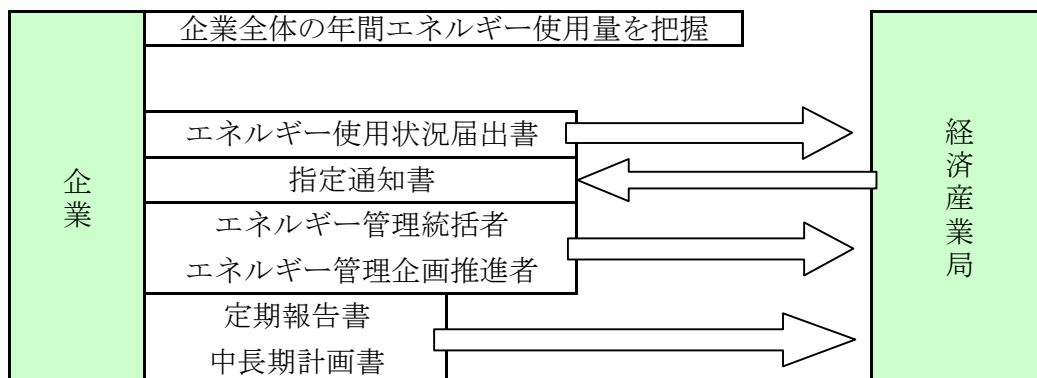 企業全体の年間エネルギー使用量を把握
企業
エネルギー使用状況届出書
指定通知書
エネルギー管理統括者
エネルギー管理企画推進者
定期報告書
中長期計画書
経済産業局